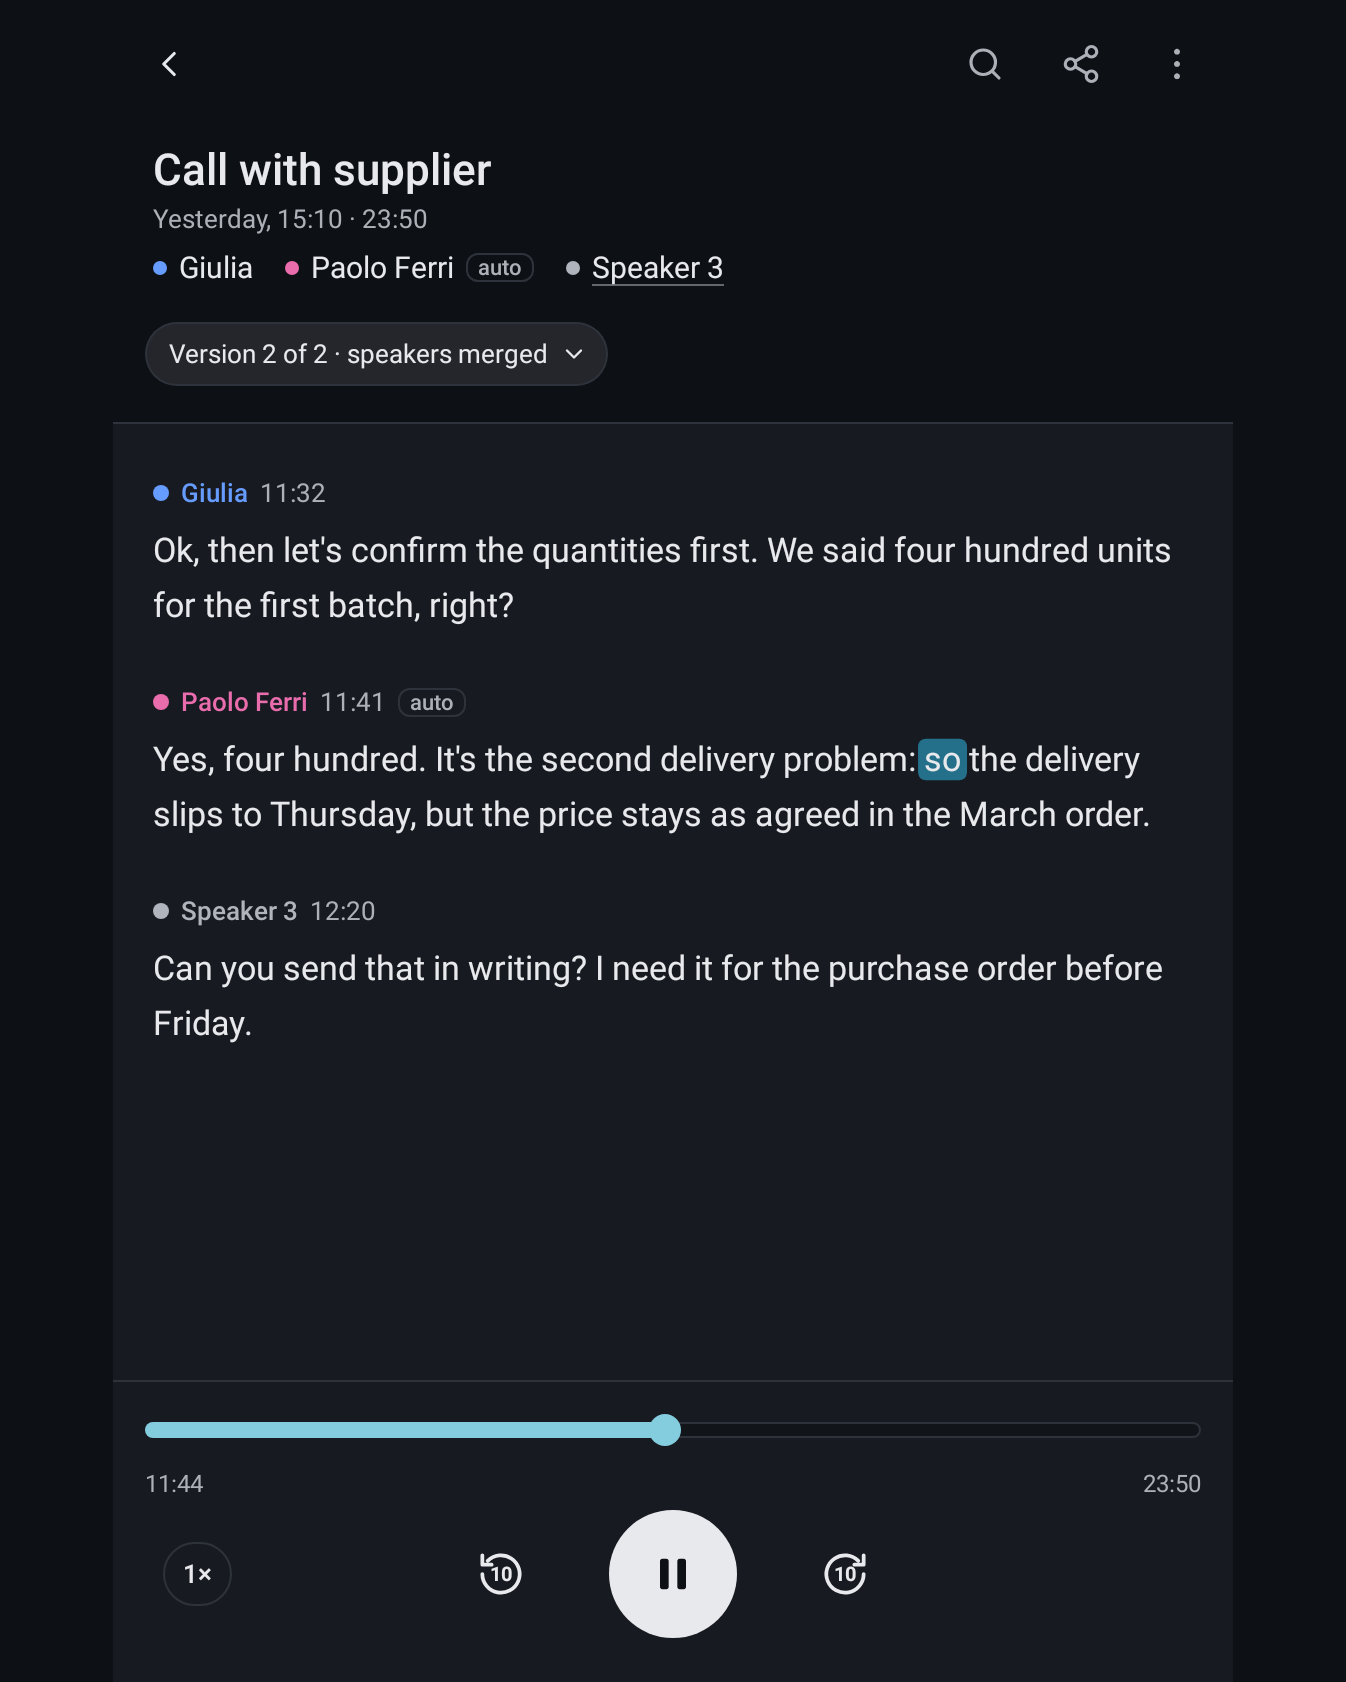 Call with supplier
Yesterday, 15:10 · 23:50
Giulia Paolo Ferri auto Speaker 3
Version 2 of 2 · speakers merged
Giulia 11:32
Ok, then let's confirm the quantities first. We said four hundred units
for the first batch, right?
Paolo Ferri 11:41 auto
Yes, four hundred. It's the second delivery problem: so the delivery
slips to Thursday, but the price stays as agreed in the March order.
Speaker 3 12:20
Can you send that in writing? I need it for the purchase order before
Friday.
11:44 23:50
1× 10 10